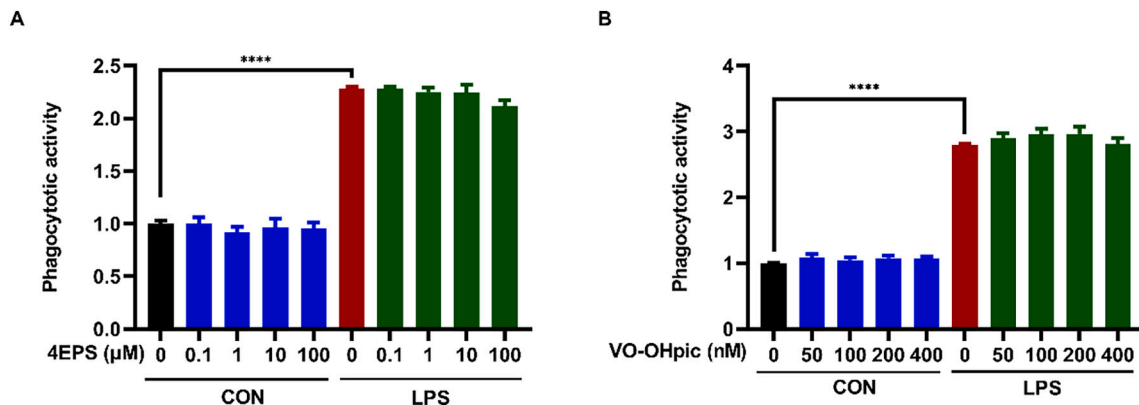 A
Phagocytotic activity
2.5
2.0
1.0
0.5
0.0
****
4EPS (µM) 0 0.1 1 10 100 0 0.1 1 10 100
CON LPS
B
Phagocytotic activity
4
3
2
1
0
****
VO-OHpic (nM) 0 50 100 200 400 0 50 100 200 400
CON LPS